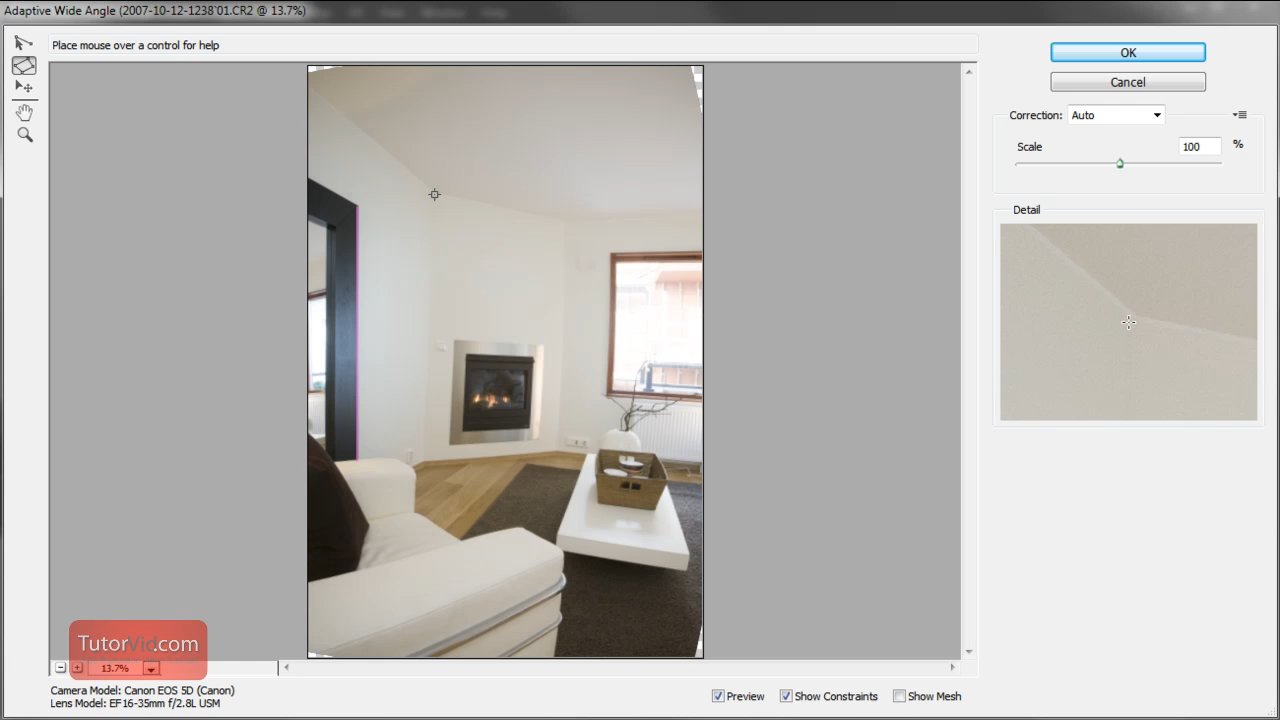 Adaptive Wide Angle (2007-10-12-1238`01.CR2 @ 13.7%)
Place mouse over a control for help
OK
Cancel
Correction: Auto
Scale 100 %
Detail
TutorVid.com
13.7%
Camera Model: Canon EOS 5D (Canon)
Lens Model: EF16-35mm f/2.8L USM
Preview Show Constraints Show Mesh